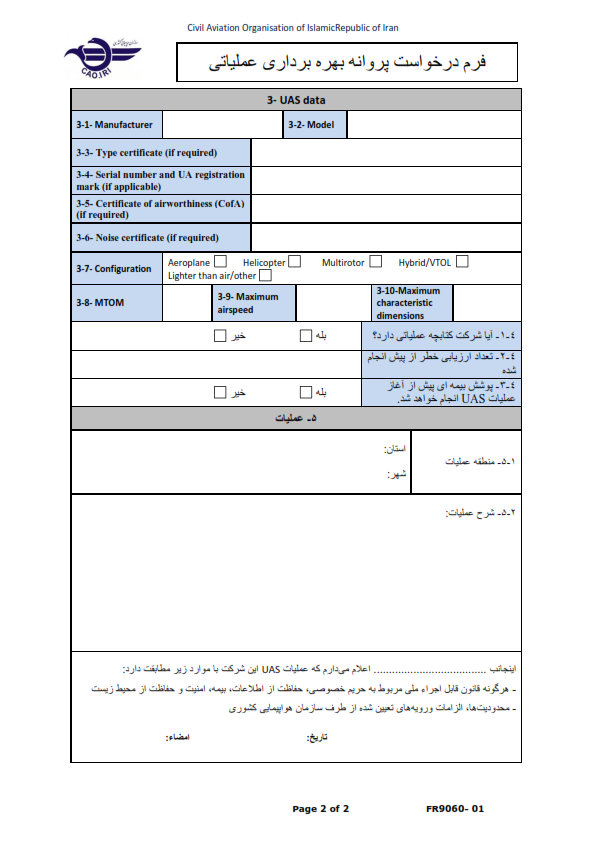 Civil Aviation Organisation of IslamicRepublic of Iran
CAO.IRI
فرم درخواست پروانه بهره برداری عملیاتی
3- UAS data
3-1- Manufacturer
3-2- Model
3-3- Type certificate (if required)
3-4- Serial number and UA registration
mark (if applicable)
3-5- Certificate of airworthiness (CofA)
(if required)
3-6- Noise certificate (if required)
3-7- Configuration
Aeroplane Helicopter Multirotor Hybrid/VTOL
Lighter than air/other
3-8- MTOM
3-9- Maximum
airspeed
3-10-Maximum
characteristic
dimensions
٤-١- آیا شرکت کتابچه عملیاتی دارد؟
بله خیر
٤-٢- تعداد ارزیابی خطر از پیش انجام
شده
٤-٣- پوشش بیمه ای پیش از آغاز
عملیات UAS انجام خواهد شد.
بله خیر
٥- عملیات
٥-١- منطقه عملیات
استان:
شهر:
٥-٢- شرح عملیات:
اینجانب .................................... اعلام می‌دارم که عملیات UAS این شرکت با موارد زیر مطابقت دارد:
- هرگونه قانون قابل اجراء ملی مربوط به حریم خصوصی، حفاظت از اطلاعات، بیمه، امنیت و حفاظت از محیط زیست
- محدودیت‌ها، الزامات ورویه‌های تعیین شده از طرف سازمان هواپیمایی کشوری
تاریخ: امضاء:
Page 2 of 2 FR9060- 01